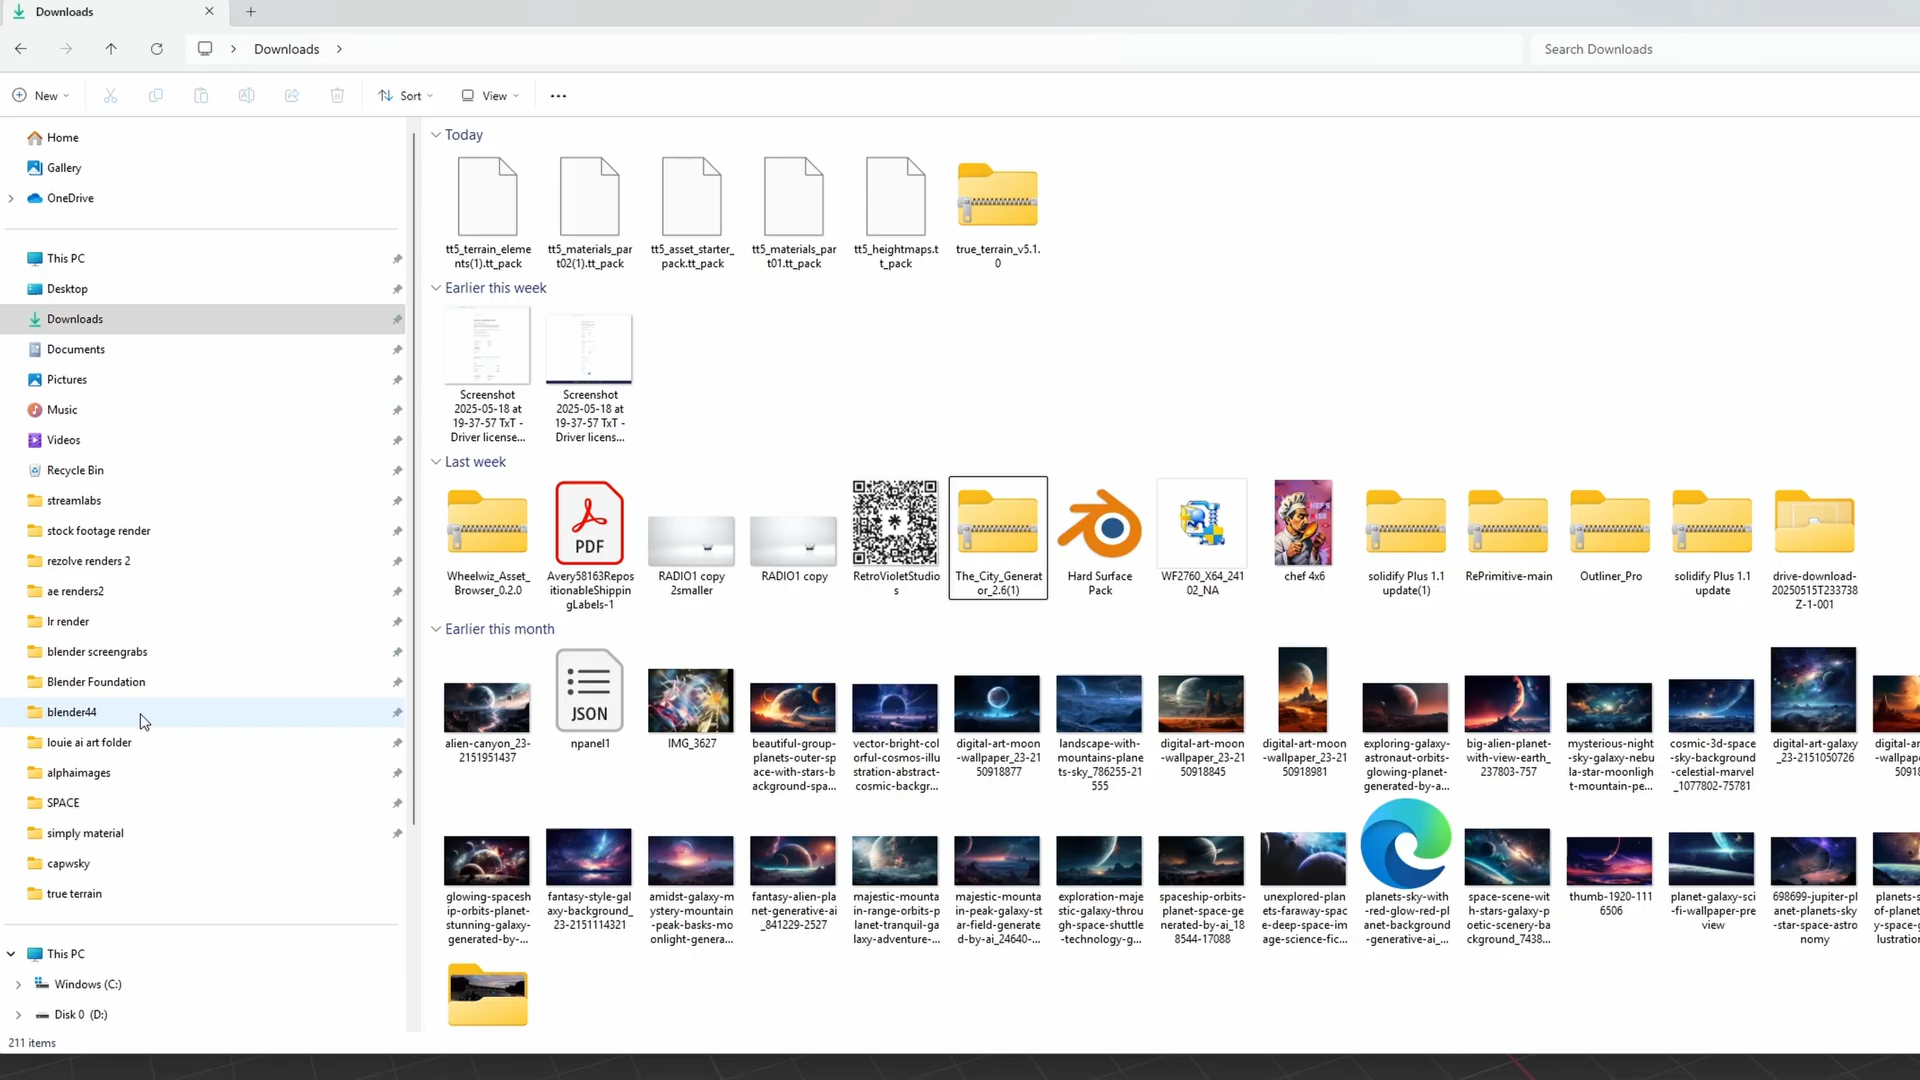 Downloads
Downloads
Search Downloads
New
Sort
View
Home
Gallery
OneDrive
This PC
Desktop
Downloads
Documents
Pictures
Music
Videos
Recycle Bin
streamlabs
stock footage render
rezolve renders 2
ae renders2
lr render
blender screengrabs
Blender Foundation
blender44
louie ai art folder
alphaimages
SPACE
simply material
capwsky
true terrain
This PC
Windows (C:)
Disk 0 (D:)
211 items
Today
tt5_terrain_eleme
nts(1).tt_pack
tt5_materials_par
t02(1).tt_pack
tt5_asset_starter_
pack.tt_pack
tt5_materials_par
t01.tt_pack
tt5_heightmaps.t
t_pack
true_terrain_v5.1.
0
Earlier this week
Screenshot
2025-05-18 at
19-37-57 TxT -
Driver license...
Screenshot
2025-05-18 at
19-37-57 TxT -
Driver licens...
Last week
Wheelwiz_Asset_
Browser_0.2.0
PDF
Avery58163Repos
itionableShippin
gLabels-1
RADIO1 copy
2smaller
RADIO1 copy
RetroVioletStudio
s
The_City_Generat
or_2.6(1)
Hard Surface
Pack
WF2760_X64_241
02_NA
chef 4x6
solidify Plus 1.1
update(1)
RePrimitive-main
Outliner_Pro
solidify Plus 1.1
update
drive-download-
20250515T233738
Z-1-001
Earlier this month
alien-canyon_23-
2151951437
JSON
npanel1
IMG_3627
beautiful-group-
planets-outer-sp
ace-with-stars-b
ackground-spa...
vector-bright-col
orful-cosmos-illu
stration-abstract-
cosmic-backgr...
digital-art-moon
-wallpaper_23-21
50918877
landscape-with-
mountains-plane
ts-sky_786255-21
555
digital-art-moon
-wallpaper_23-21
50918845
digital-art-moon
-wallpaper_23-21
50918981
exploring-galaxy-
astronaut-orbits-
glowing-planet-
generated-by-a...
big-alien-planet-
with-view-earth_
237803-757
mysterious-night
-sky-galaxy-nebu
la-star-moonligh
t-mountain-pe...
cosmic-3d-space
-sky-background
-celestial-marvel
_1077802-75781
digital-art-galaxy
_23-2151050726
digital-art
-wallpape
50918
glowing-spacesh
ip-orbits-planet-
stunning-galaxy-
generated-by-...
fantasy-style-gal
axy-background_
23-2151114321
amidst-galaxy-m
ystery-mountain
-peak-basks-mo
onlight-genera...
fantasy-alien-pla
net-generative-ai
_841229-2527
majestic-mounta
in-range-orbits-p
lanet-tranquil-ga
laxy-adventure-...
majestic-mounta
in-peak-galaxy-st
ar-field-generate
d-by-ai_24640-...
exploration-maje
stic-galaxy-throu
gh-space-shuttle
-technology-g...
spaceship-orbits-
planet-space-ge
nerated-by-ai_18
8544-17088
unexplored-plan
ets-faraway-spac
e-deep-space-im
age-science-fic...
planets-sky-with
-red-glow-red-pl
anet-background
-generative-ai_...
space-scene-wit
h-stars-galaxy-p
oetic-scenery-ba
ckground_7438...
thumb-1920-111
6506
planet-galaxy-sci
-fi-wallpaper-pre
view
698699-jupiter-pl
anet-planets-sky
-star-space-astro
nomy
planets-s
of-planet
y-space-g
lustration